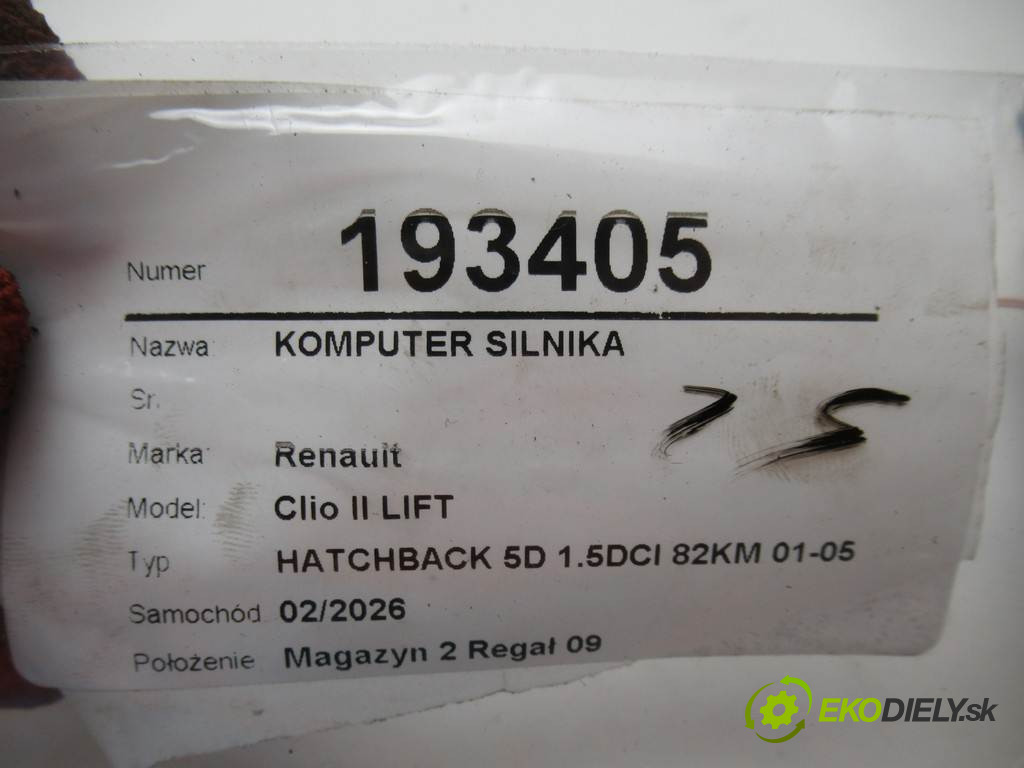 Numer 193405
Nazwa: KOMPUTER SILNIKA
Sr.
Marka: Renault
Model: Clio II LIFT
Typ HATCHBACK 5D 1.5DCI 82KM 01-05
Samochód 02/2026
Położenie Magazyn 2 Regał 09
EKODIELY.sk